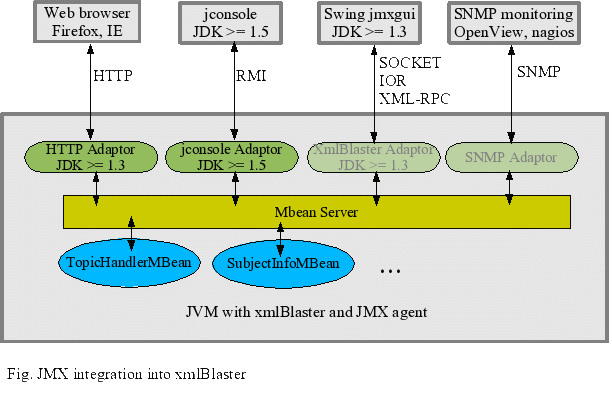 Web browser
Firefox, IE
jconsole
JDK >= 1.5
Swing jmxgui
JDK >= 1.3
SNMP monitoring
OpenView, nagios
HTTP
RMI
SOCKET
IOR
XML-RPC
SNMP
HTTP Adaptor
JDK >= 1.3
jconsole Adaptor
JDK >= 1.5
XmlBlaster Adaptor
JDK >= 1.3
SNMP Adaptor
Mbean Server
TopicHandlerMBean
SubjectInfoMBean
...
JVM with xmlBlaster and JMX agent
Fig. JMX integration into xmlBlaster